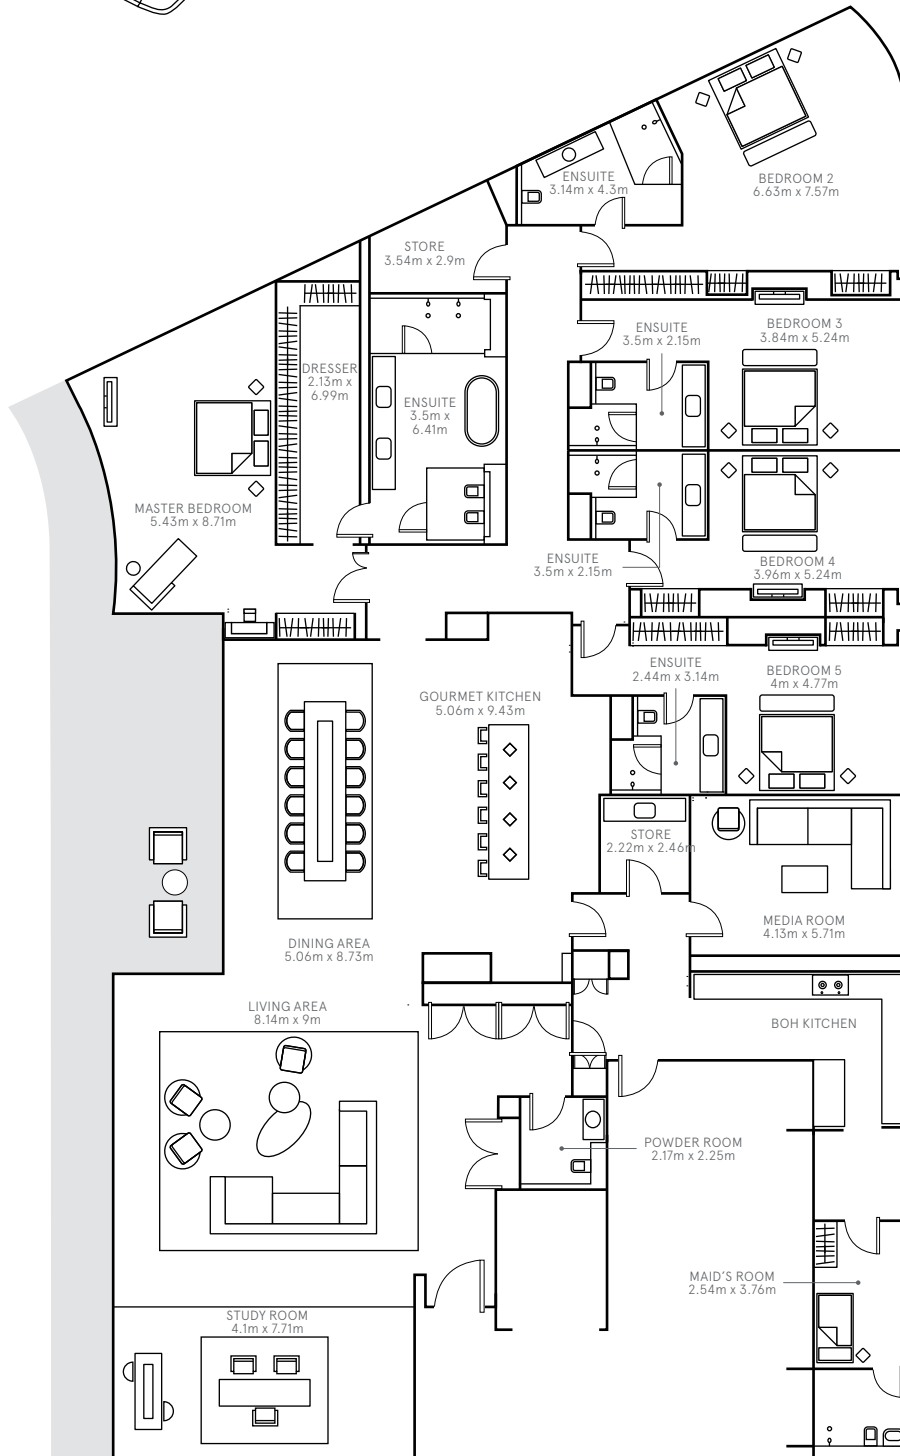 ENSUITE
3.14m x 4.3m
BEDROOM 2
6.63m x 7.57m
STORE
3.54m x 2.9m
ENSUITE
3.5m x 2.15m
BEDROOM 3
3.84m x 5.24m
DRESSER
2.13m x
6.99m
ENSUITE
3.5m x
6.41m
MASTER BEDROOM
5.43m x 8.71m
ENSUITE
3.5m x 2.15m
BEDROOM 4
3.96m x 5.24m
ENSUITE
2.44m x 3.14m
BEDROOM 5
4m x 4.77m
GOURMET KITCHEN
5.06m x 9.43m
STORE
2.22m x 2.46m
MEDIA ROOM
4.13m x 5.71m
DINING AREA
5.06m x 8.73m
LIVING AREA
8.14m x 9m
BOH KITCHEN
POWDER ROOM
2.17m x 2.25m
MAID'S ROOM
2.54m x 3.76m
STUDY ROOM
4.1m x 7.71m